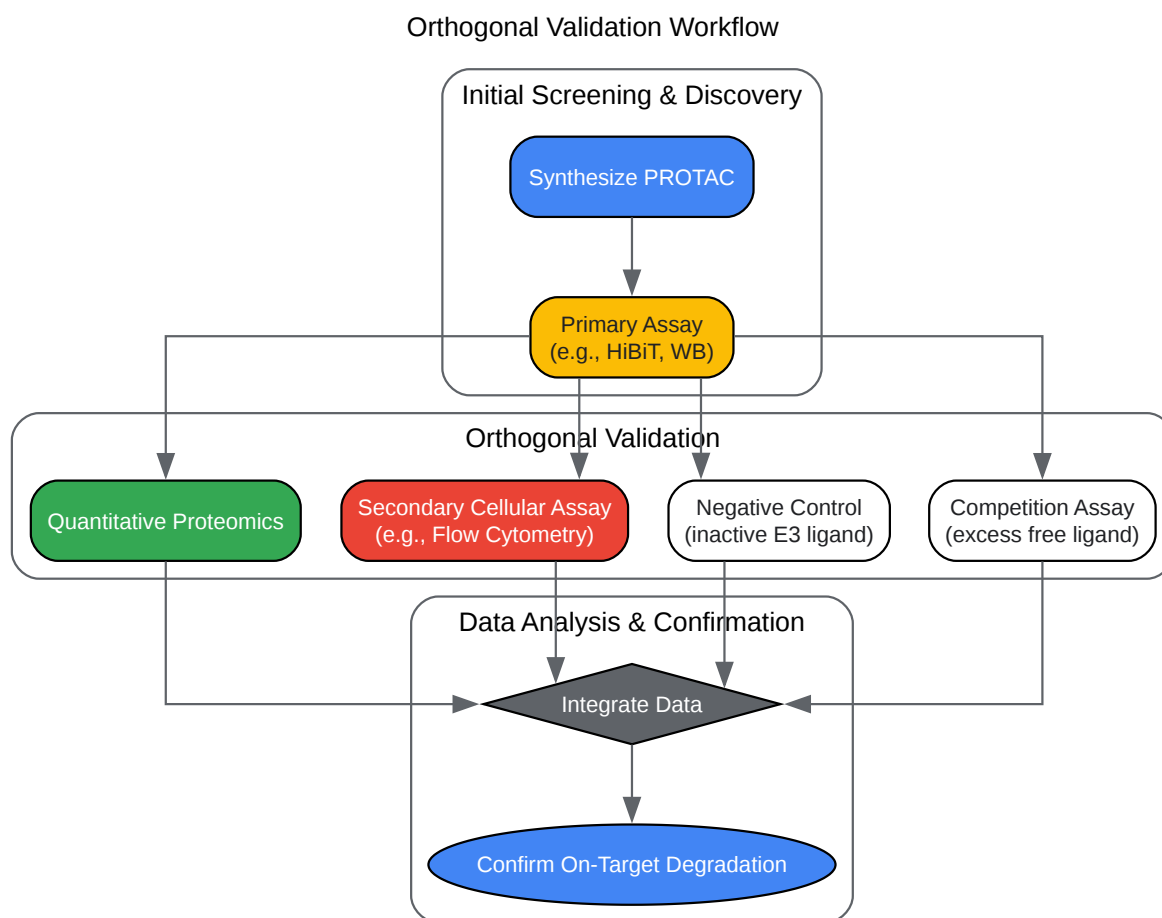 Orthogonal Validation Workflow
Initial Screening & Discovery
Synthesize PROTAC
Primary Assay
(e.g., HiBiT, WB)
Orthogonal Validation
Quantitative Proteomics
Secondary Cellular Assay
(e.g., Flow Cytometry)
Negative Control
(inactive E3 ligand)
Competition Assay
(excess free ligand)
Data Analysis & Confirmation
Integrate Data
Confirm On-Target Degradation